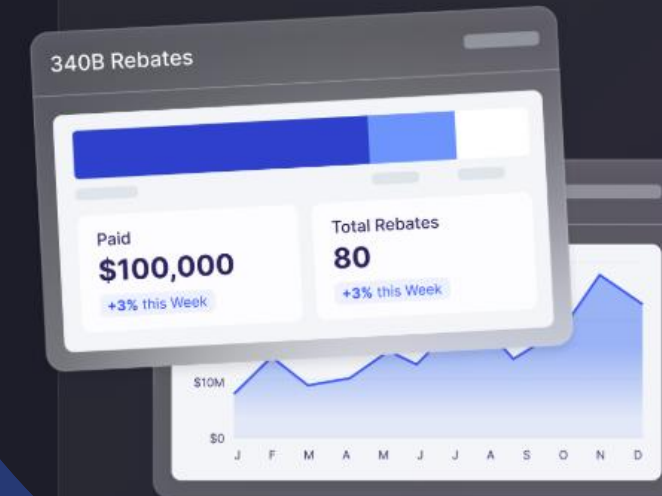 340B Rebates
Paid
$100,000
+3% this Week
Total Rebates
80
+3% this Week
$10M
$0
J F M A M J J A S O N D